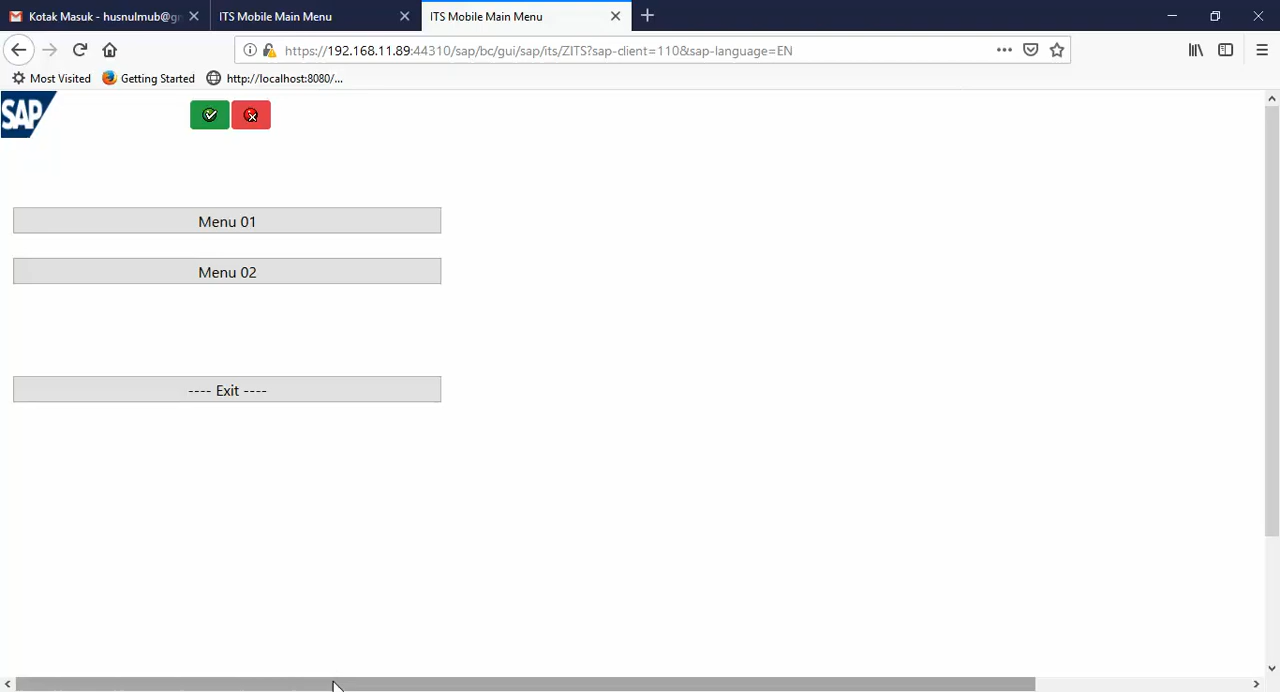 Kotak Masuk - husnulmub@g
ITS Mobile Main Menu
ITS Mobile Main Menu
https://192.168.11.89:44310/sap/bc/gui/sap/its/ZITS?sap-client=110&sap-language=EN
Most Visited
Getting Started
http://localhost:8080/...
SAP
Menu 01
Menu 02
---- Exit ----